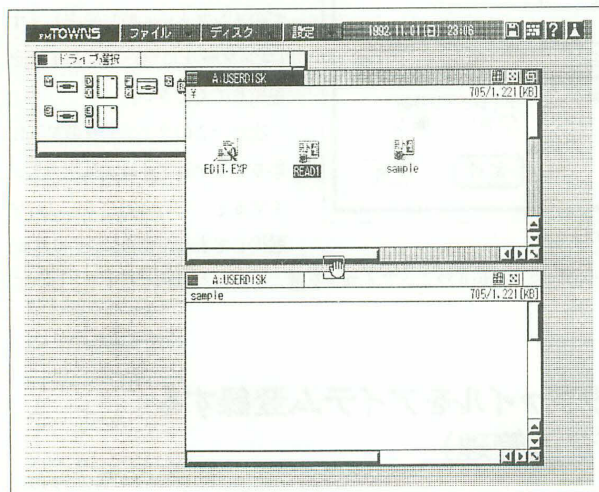 FMTOWNS ファイル ディスク 設定 1992.11.01[日] 23:06 ?
ドライブ選択
A:USERDISK
¥ 705/1,221[KB]
EDIT.EXP READ1 sample
A:USERDISK
sample 705/1,221[KB]